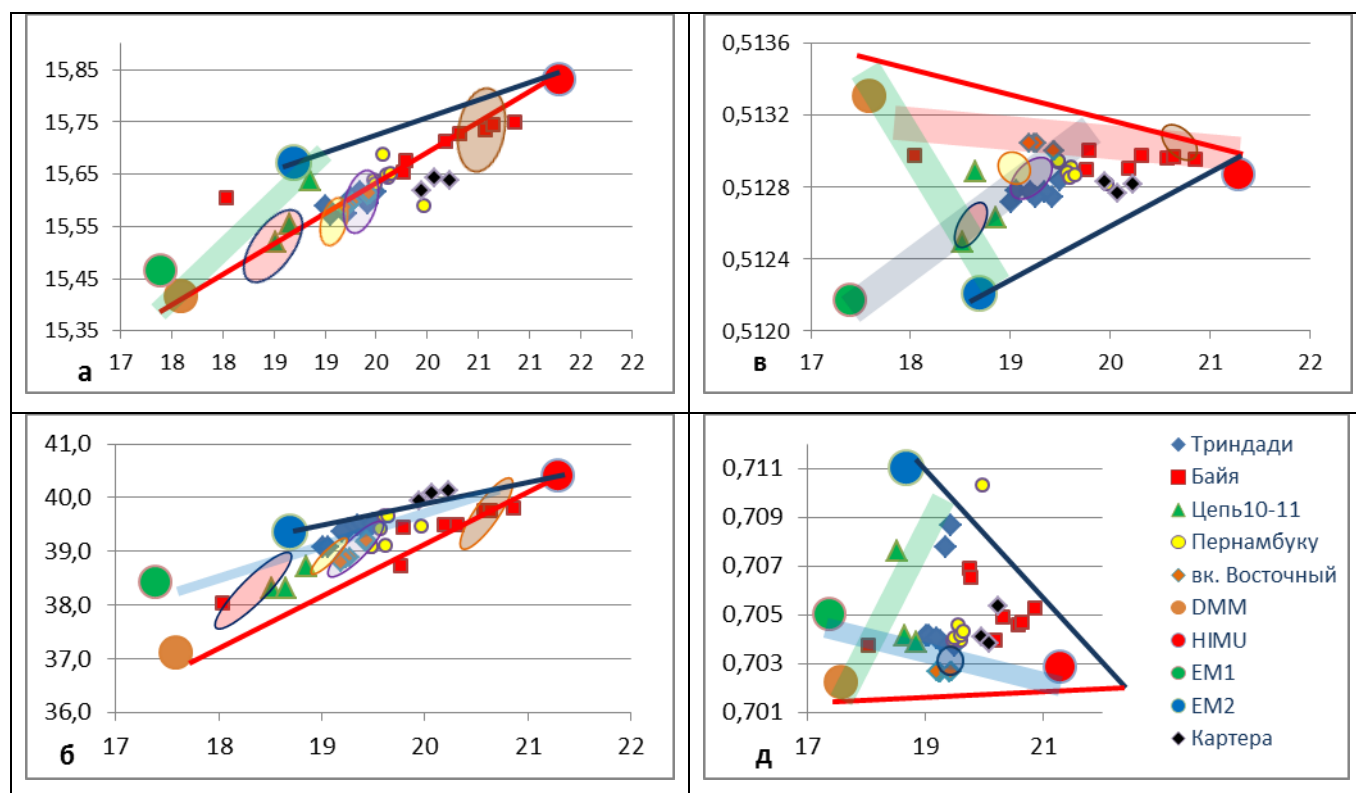 15,85
15,75
15,65
15,55
15,45
15,35
17 18 18 19 19 20 20 21 21 22 22
а
0,5136
0,5132
0,5128
0,5124
0,5120
17 18 19 20 21 22
в
41,0
40,0
39,0
38,0
37,0
36,0
17 18 19 20 21 22
б
0,711
0,709
0,707
0,705
0,703
0,701
17 19 21
д
Триндади
Байя
Цепь10-11
Пернамбуку
вк. Восточный
DMM
HIMU
EM1
EM2
Картера